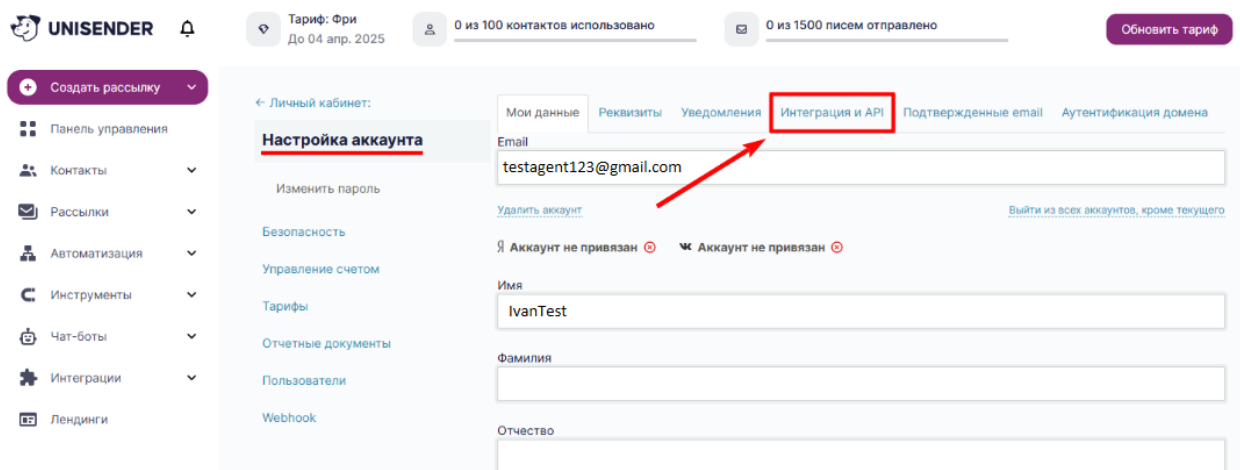 UNISENDER
Тариф: Фри
До 04 апр. 2025
0 из 100 контактов использовано
0 из 1500 писем отправлено
Обновить тариф
Создать рассылку
Панель управления
Контакты
Рассылки
Автоматизация
Инструменты
Чат-боты
Интеграции
Лендинги
← Личный кабинет:
Настройка аккаунта
Изменить пароль
Безопасность
Управление счетом
Тарифы
Отчетные документы
Пользователи
Webhook
Мои данные Реквизиты Уведомления Интеграция и API Подтвержденные email Аутентификация домена
Email
testagent123@gmail.com
Удалить аккаунт Выйти из всех аккаунтов, кроме текущего
Я Аккаунт не привязан Аккаунт не привязан
Имя
IvanTest
Фамилия
Отчество